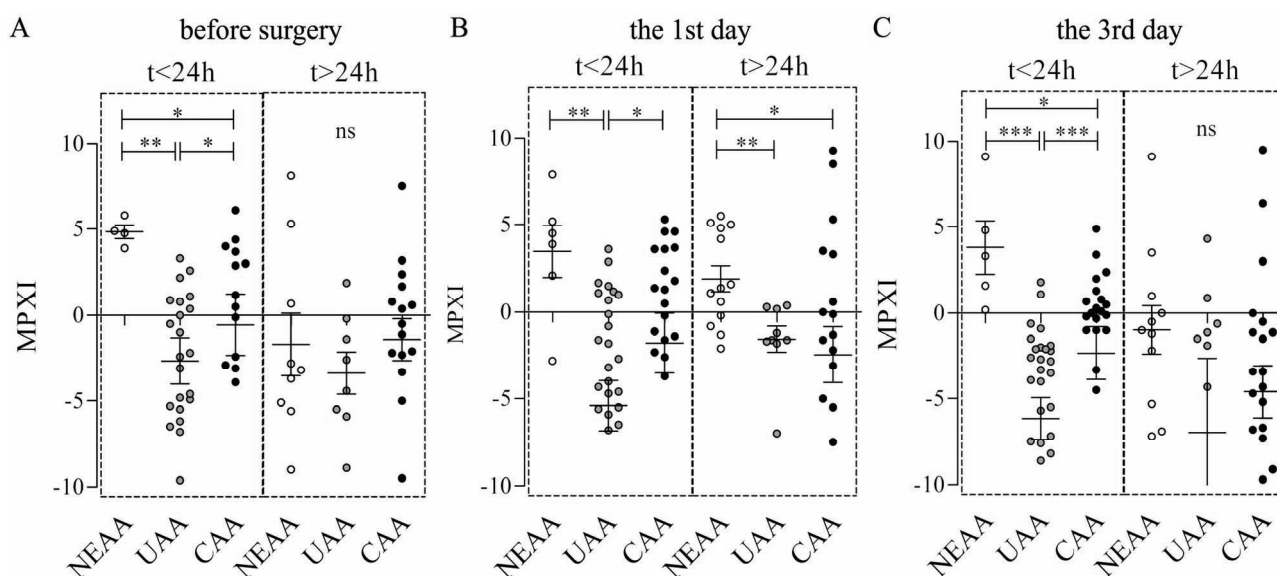 A before surgery
t<24h t>24h
* ns
** *
MPXI
10
5
0
-5
-10
NEAA UAA CAA NEAA UAA CAA
B the 1st day
t<24h t>24h
** * *
**
MPXI
10
5
0
-5
-10
NEAA UAA CAA NEAA UAA CAA
C the 3rd day
t<24h t>24h
* ns
*** ***
MPXI
10
5
0
-5
-10
NEAA UAA CAA NEAA UAA CAA